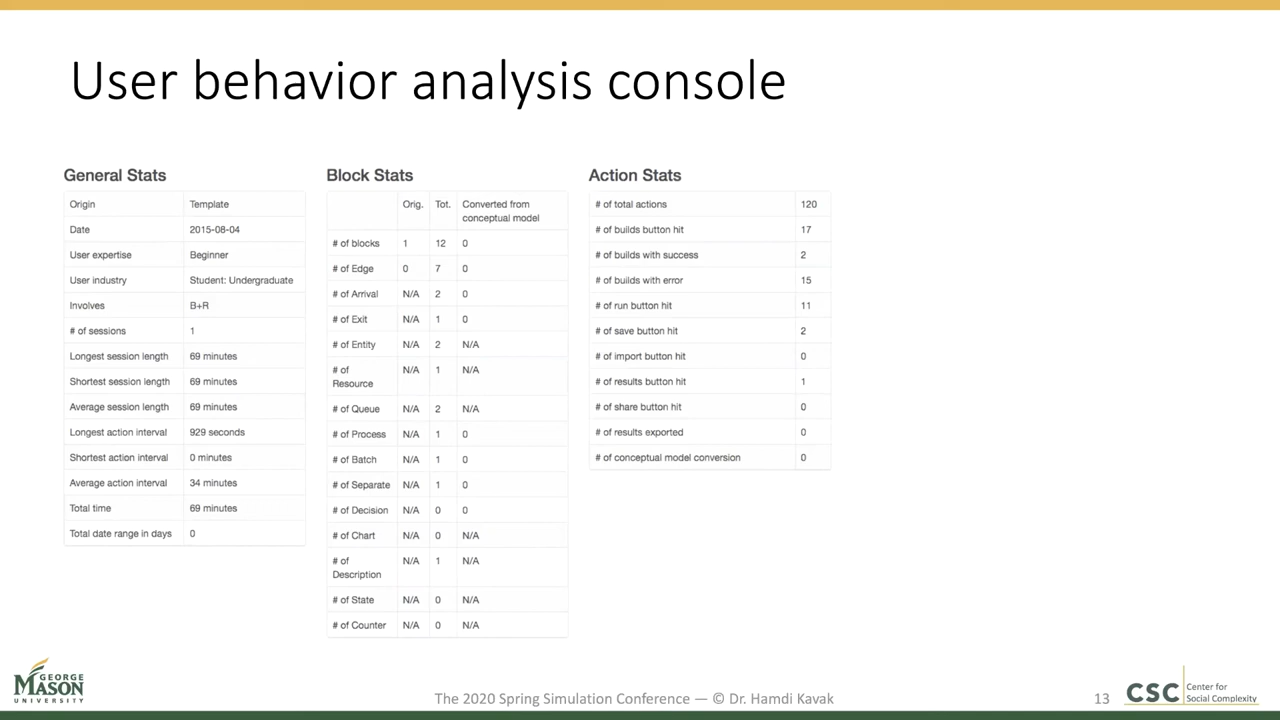 User behavior analysis console
General Stats
Origin Template
Date 2015-08-04
User expertise Beginner
User industry Student: Undergraduate
Involves B+R
# of sessions 1
Longest session length 69 minutes
Shortest session length 69 minutes
Average session length 69 minutes
Longest action interval 929 seconds
Shortest action interval 0 minutes
Average action interval 34 minutes
Total time 69 minutes
Total date range in days 0
Block Stats
Orig. Tot. Converted from
conceptual model
# of blocks 1 12 0
# of Edge 0 7 0
# of Arrival N/A 2 0
# of Exit N/A 1 0
# of Entity N/A 2 N/A
# of N/A 1 N/A
Resource
# of Queue N/A 2 N/A
# of Process N/A 1 0
# of Batch N/A 1 0
# of Separate N/A 1 0
# of Decision N/A 0 0
# of Chart N/A 0 N/A
# of N/A 1 N/A
Description
# of State N/A 0 N/A
# of Counter N/A 0 N/A
Action Stats
# of total actions 120
# of builds button hit 17
# of builds with success 2
# of builds with error 15
# of run button hit 11
# of save button hit 2
# of import button hit 0
# of results button hit 1
# of share button hit 0
# of results exported 0
# of conceptual model conversion 0
GEORGE
MASON
UNIVERSITY
The 2020 Spring Simulation Conference — © Dr. Hamdi Kavak
13
CSC
Center for
Social Complexity